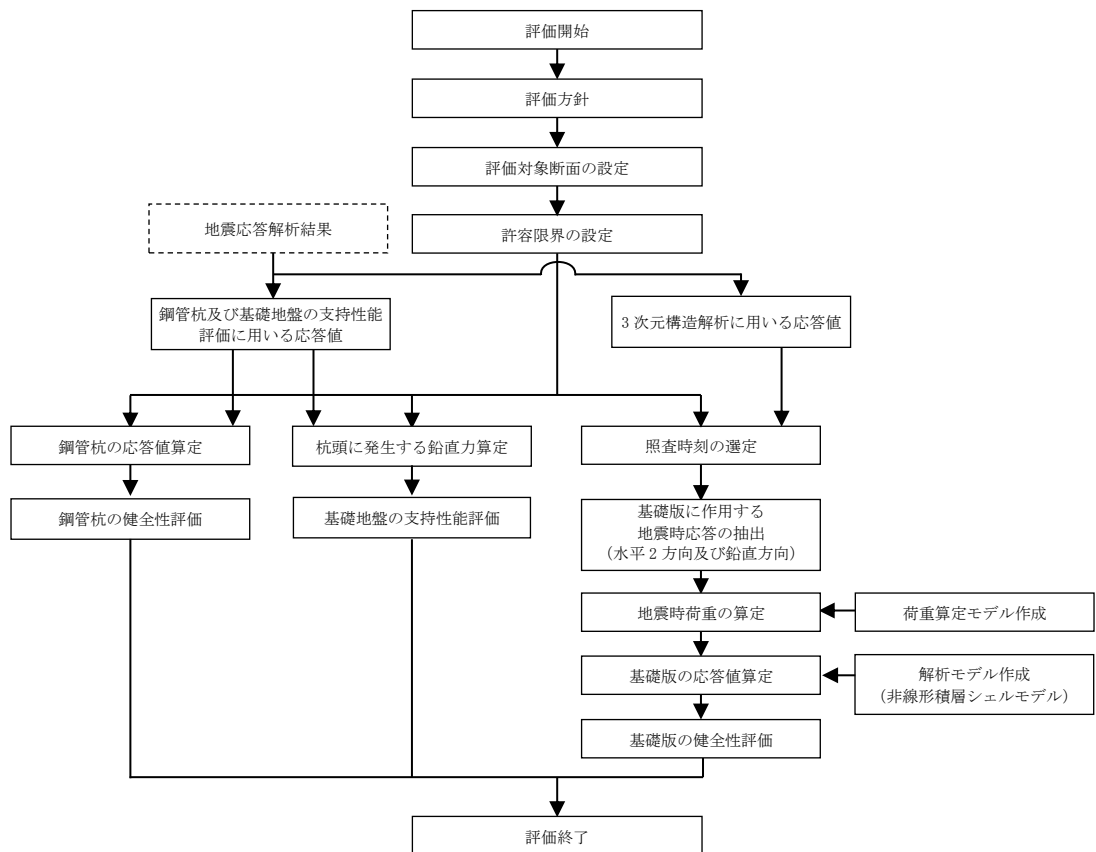 評価開始
評価方針
評価対象断面の設定
地震応答解析結果
許容限界の設定
鋼管杭及び基礎地盤の支持性能
評価に用いる応答値
3次元構造解析に用いる応答値
鋼管杭の応答値算定
杭頭に発生する鉛直力算定
照査時刻の選定
鋼管杭の健全性評価
基礎地盤の支持性能評価
基礎版に作用する
地震時応答の抽出
(水平2方向及び鉛直方向)
地震時荷重の算定
荷重算定モデル作成
基礎版の応答値算定
解析モデル作成
(非線形積層シェルモデル)
基礎版の健全性評価
評価終了